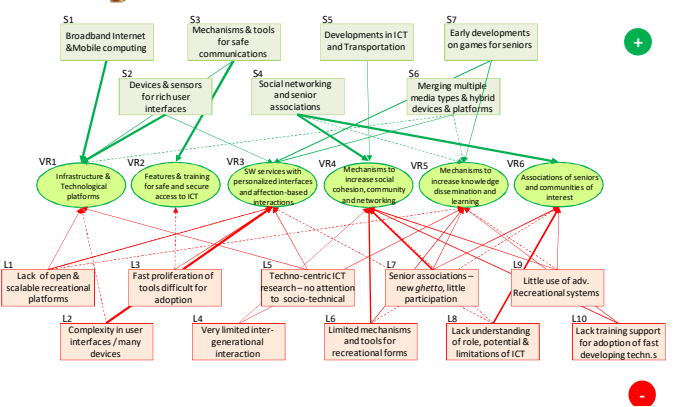 S1
Broadband Internet
&Mobile computing
S3
Mechanisms & tools
for safe
communications
S5
Developments in ICT
and Transportation
S7
Early developments
on games for seniors
+
S2
Devices & sensors
for rich user
interfaces
S4
Social networking
and senior
associations
S6
Merging multiple
media types & hybrid
devices & platforms
VR1
Infrastructure &
Technological
platforms
VR2
Features & training
for safe and secure
access to ICT
VR3
SW services with
personalized interfaces
and affection-based
interactions
VR4
Mechanisms to
increase social
cohesion, community
and networking
VR5
Mechanisms to
increase knowledge
dissemination and
learning
VR6
Associations of seniors
and communities of
interest
L1
Lack of open &
scalable recreational
platforms
L3
Fast proliferation of
tools difficult for
adoption
L5
Techno-centric ICT
research – no attention
to socio-technical
L7
Senior associations –
new ghetto, little
participation
L9
Little use of adv.
Recreational systems
L2
Complexity in user
interfaces / many
devices
L4
Very limited inter-
generational
interaction
L6
Limited mechanisms
and tools for
recreational forms
L8
Lack understanding
of role, potential &
limitations of ICT
L10
Lack training support
for adoption of fast
developing techn.s
-